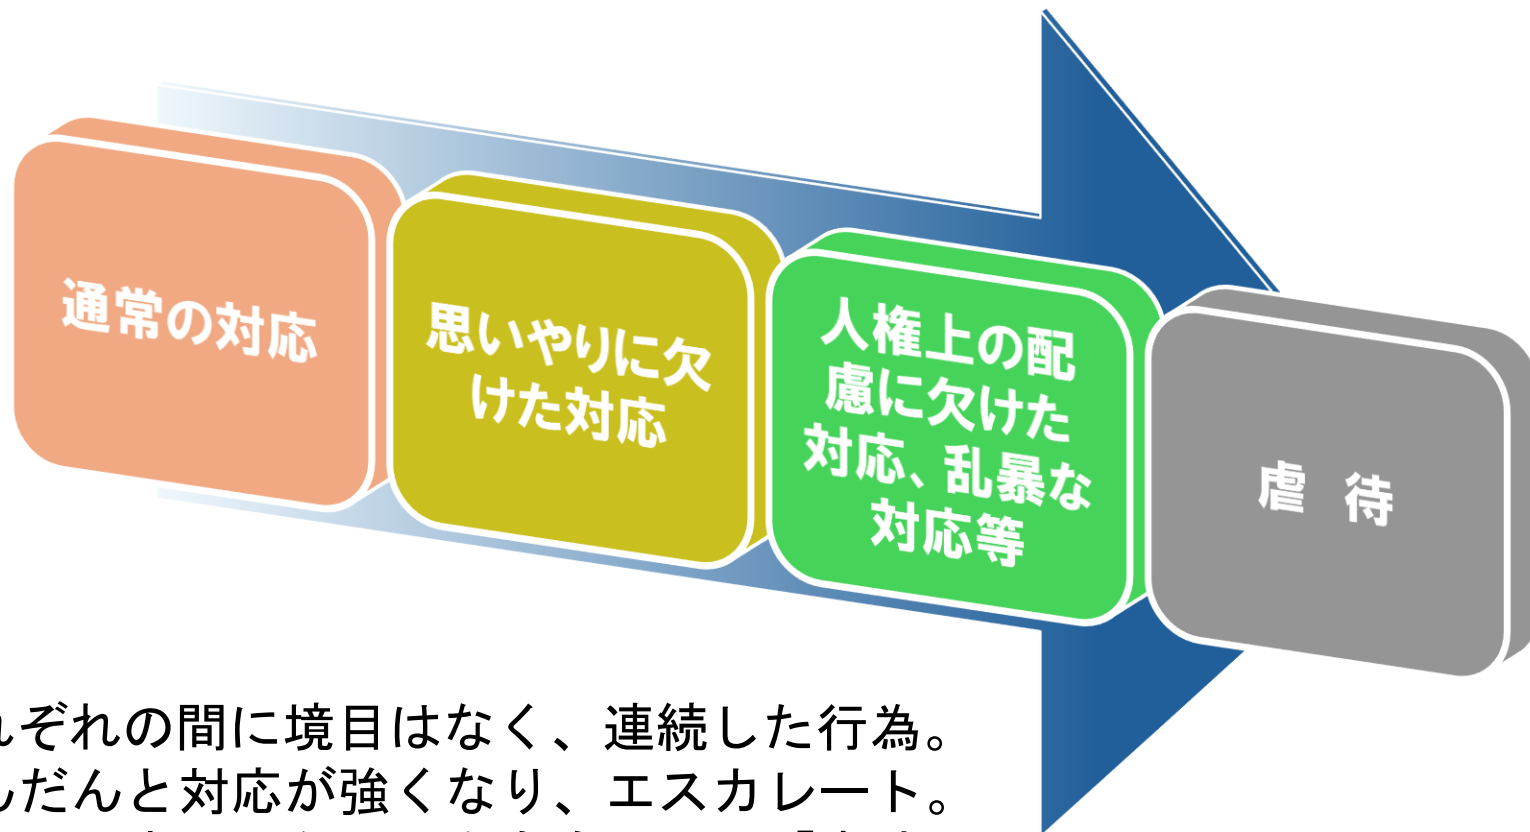 通常の対応
思いやりに欠
けた対応
人権上の配
慮に欠けた
対応、乱暴な
対応等
虐 待
ぞれの間に境目はなく、連続した行為。
だんと対応が強くなり、エスカレート。